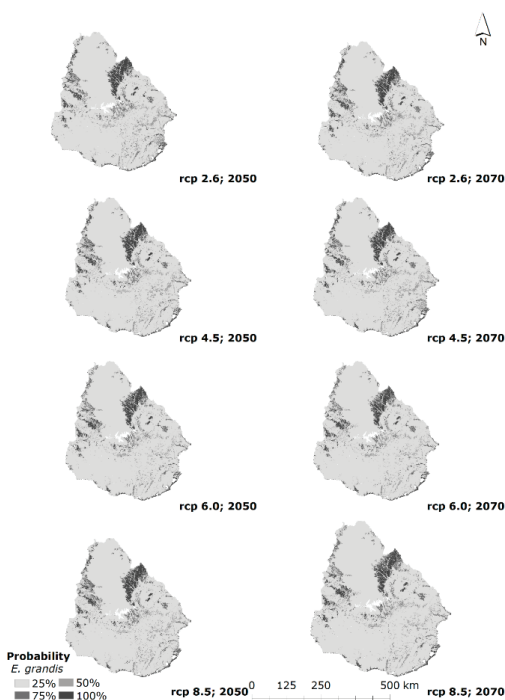 N
rcp 2.6; 2050
rcp 2.6; 2070
rcp 4.5; 2050
rcp 4.5; 2070
rcp 6.0; 2050
rcp 6.0; 2070
Probability
E. grandis
25% 50%
75% 100%
rcp 8.5; 2050
0 125 250 500 km
rcp 8.5; 2070